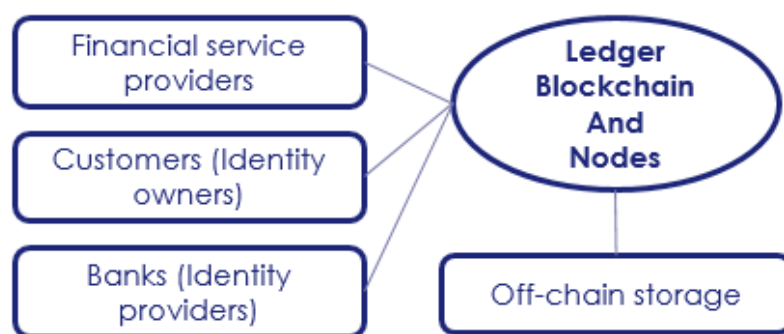 Financial service
providers
Customers (Identity
owners)
Banks (Identity
providers)
Ledger
Blockchain
And
Nodes
Off-chain storage